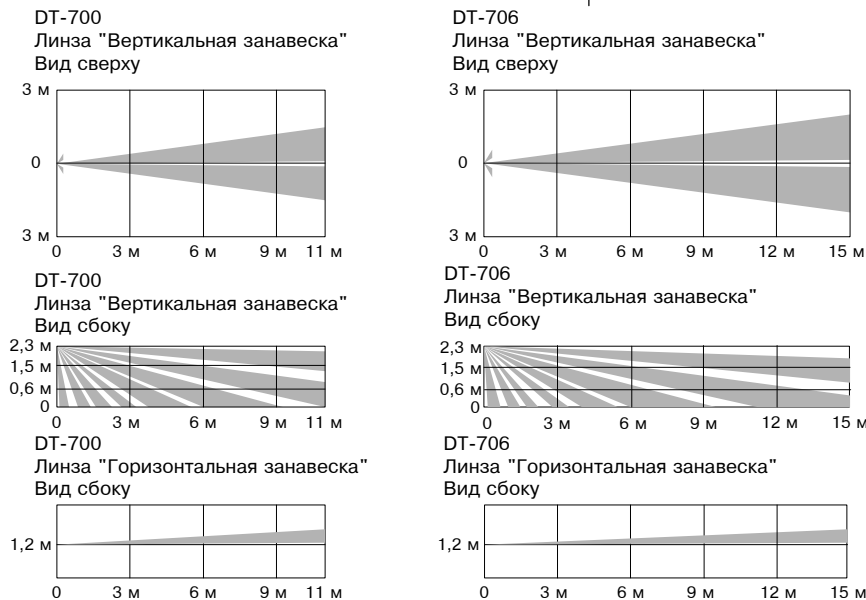 DT-700
Линза "Вертикальная занавеска"
Вид сверху
3 м
0
3 м
0 3 м 6 м 9 м 11 м
DT-706
Линза "Вертикальная занавеска"
Вид сверху
3 м
0
3 м
0 3 м 6 м 9 м 12 м 15 м
DT-700
Линза "Вертикальная занавеска"
Вид сбоку
2,3 м
1,5 м
0,6 м
0
0 3 м 6 м 9 м 11 м
DT-706
Линза "Вертикальная занавеска"
Вид сбоку
2,3 м
1,5 м
0,6 м
0
0 3 м 6 м 9 м 12 м 15 м
DT-700
Линза "Горизонтальная занавеска"
Вид сбоку
1,2 м
0 3 м 6 м 9 м 11 м
DT-706
Линза "Горизонтальная занавеска"
Вид сбоку
1,2 м
0 3 м 6 м 9 м 12 м 15 м